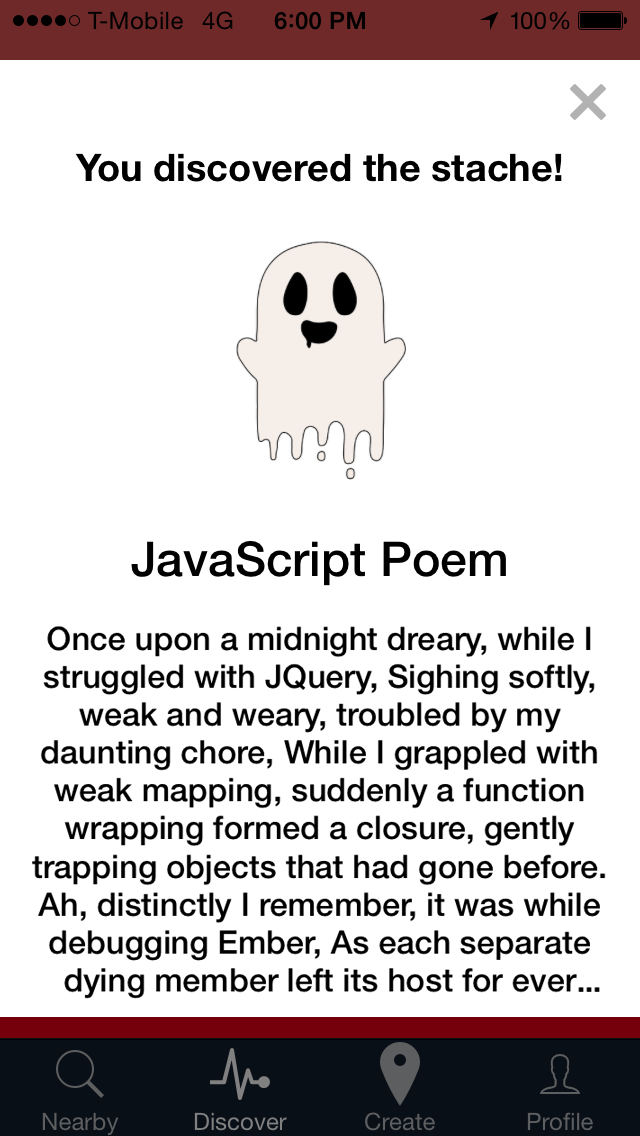 T-Mobile 4G 6:00 PM 100%
You discovered the stache!
JavaScript Poem
Once upon a midnight dreary, while I
struggled with JQuery, Sighing softly,
weak and weary, troubled by my
daunting chore, While I grappled with
weak mapping, suddenly a function
wrapping formed a closure, gently
trapping objects that had gone before.
Ah, distinctly I remember, it was while
debugging Ember, As each separate
dying member left its host for ever...
Nearby Discover Create Profile